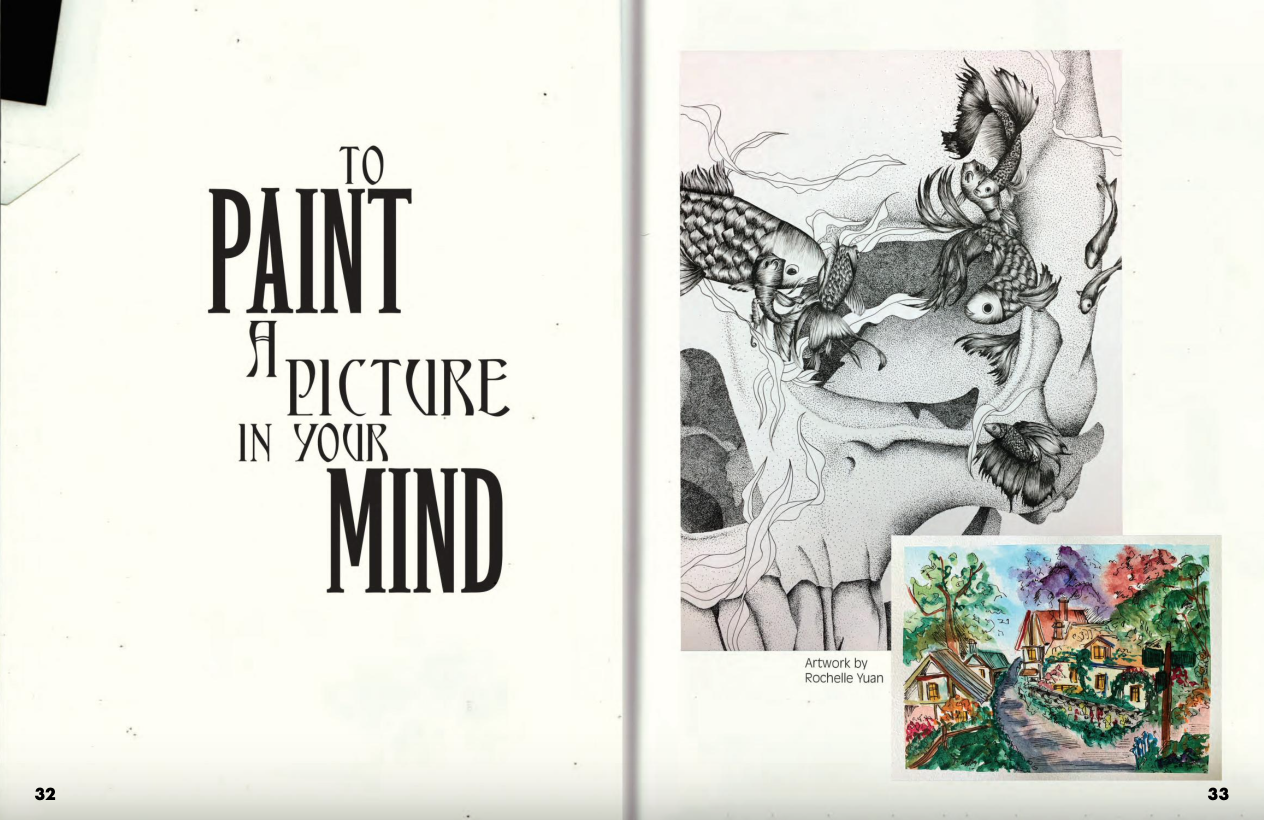 TO
PAINT
A
PICTURE
IN YOUR
MIND
Artwork by
Rochelle Yuan
32
33